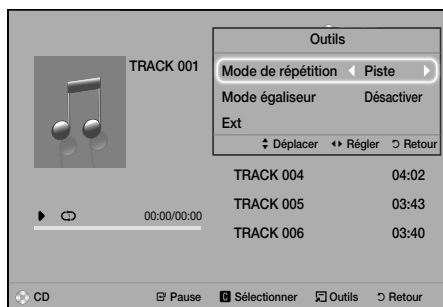 Outils
TRACK 001
Mode de répétition Piste
Mode égaliseur Désactiver
Ext
Déplacer Régler Retour
TRACK 004 04:02
TRACK 005 03:43
00:00/00:00
TRACK 006 03:40
CD Pause C Sélectionner Outils Retour